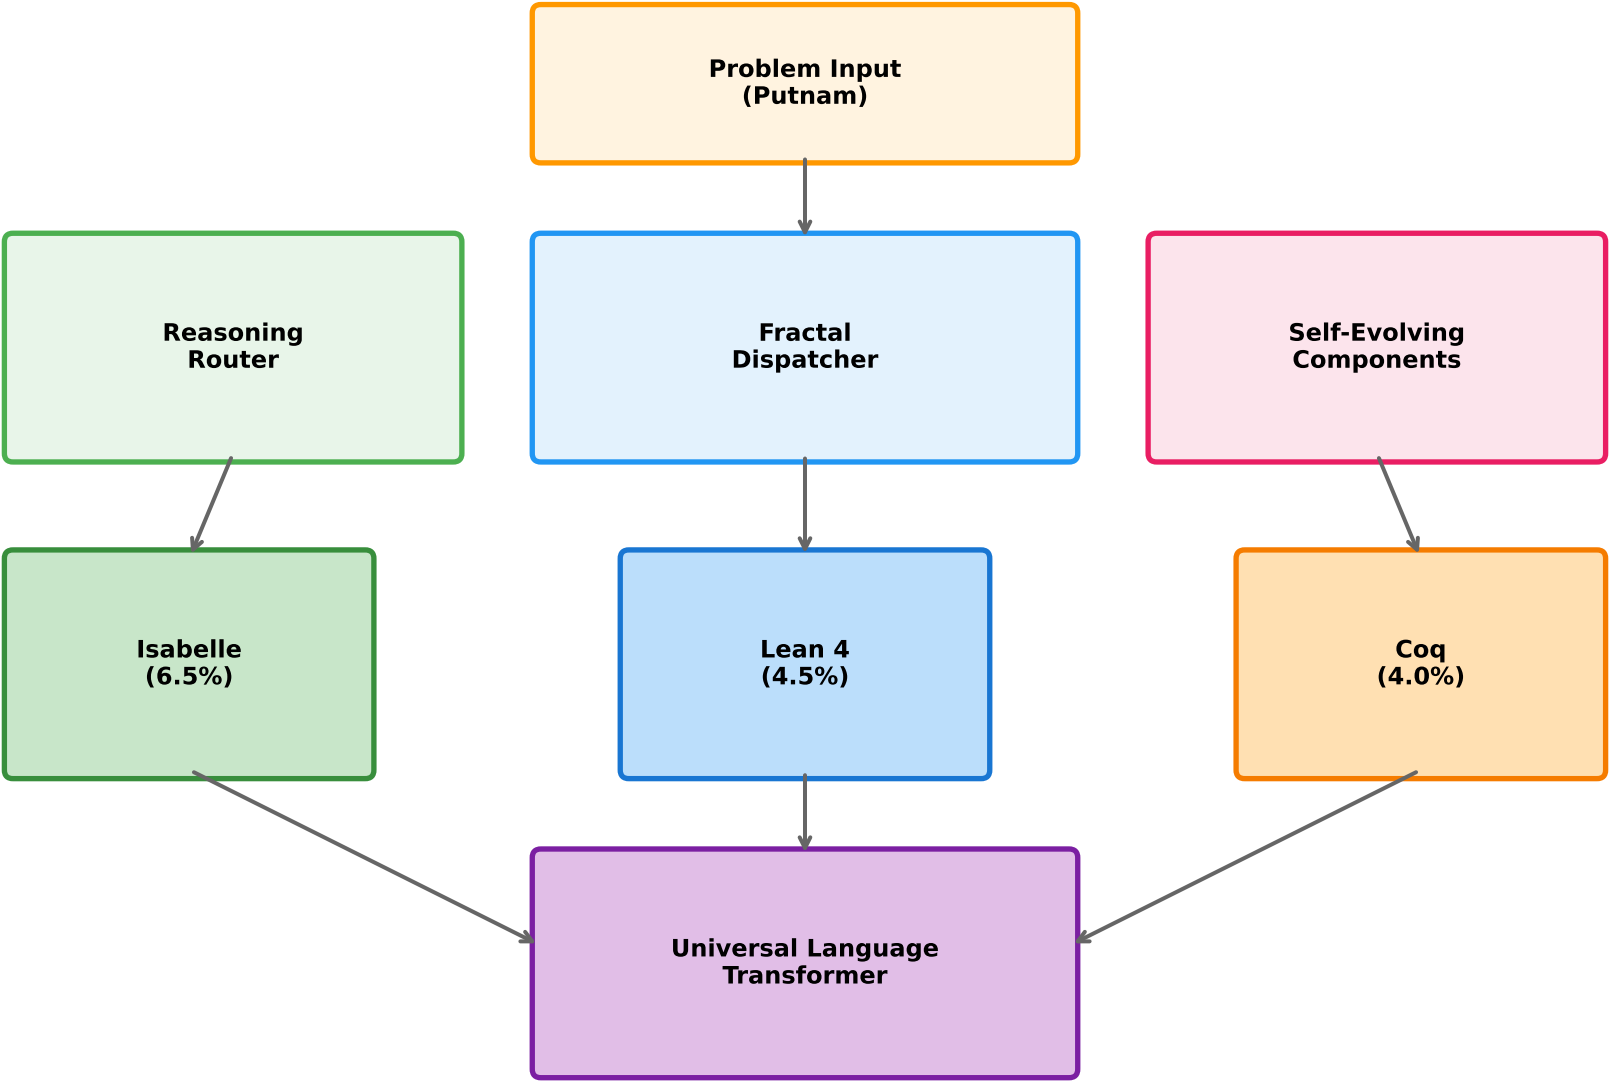 Problem Input
(Putnam)
Reasoning
Router
Fractal
Dispatcher
Self-Evolving
Components
Isabelle
(6.5%)
Lean 4
(4.5%)
Coq
(4.0%)
Universal Language
Transformer